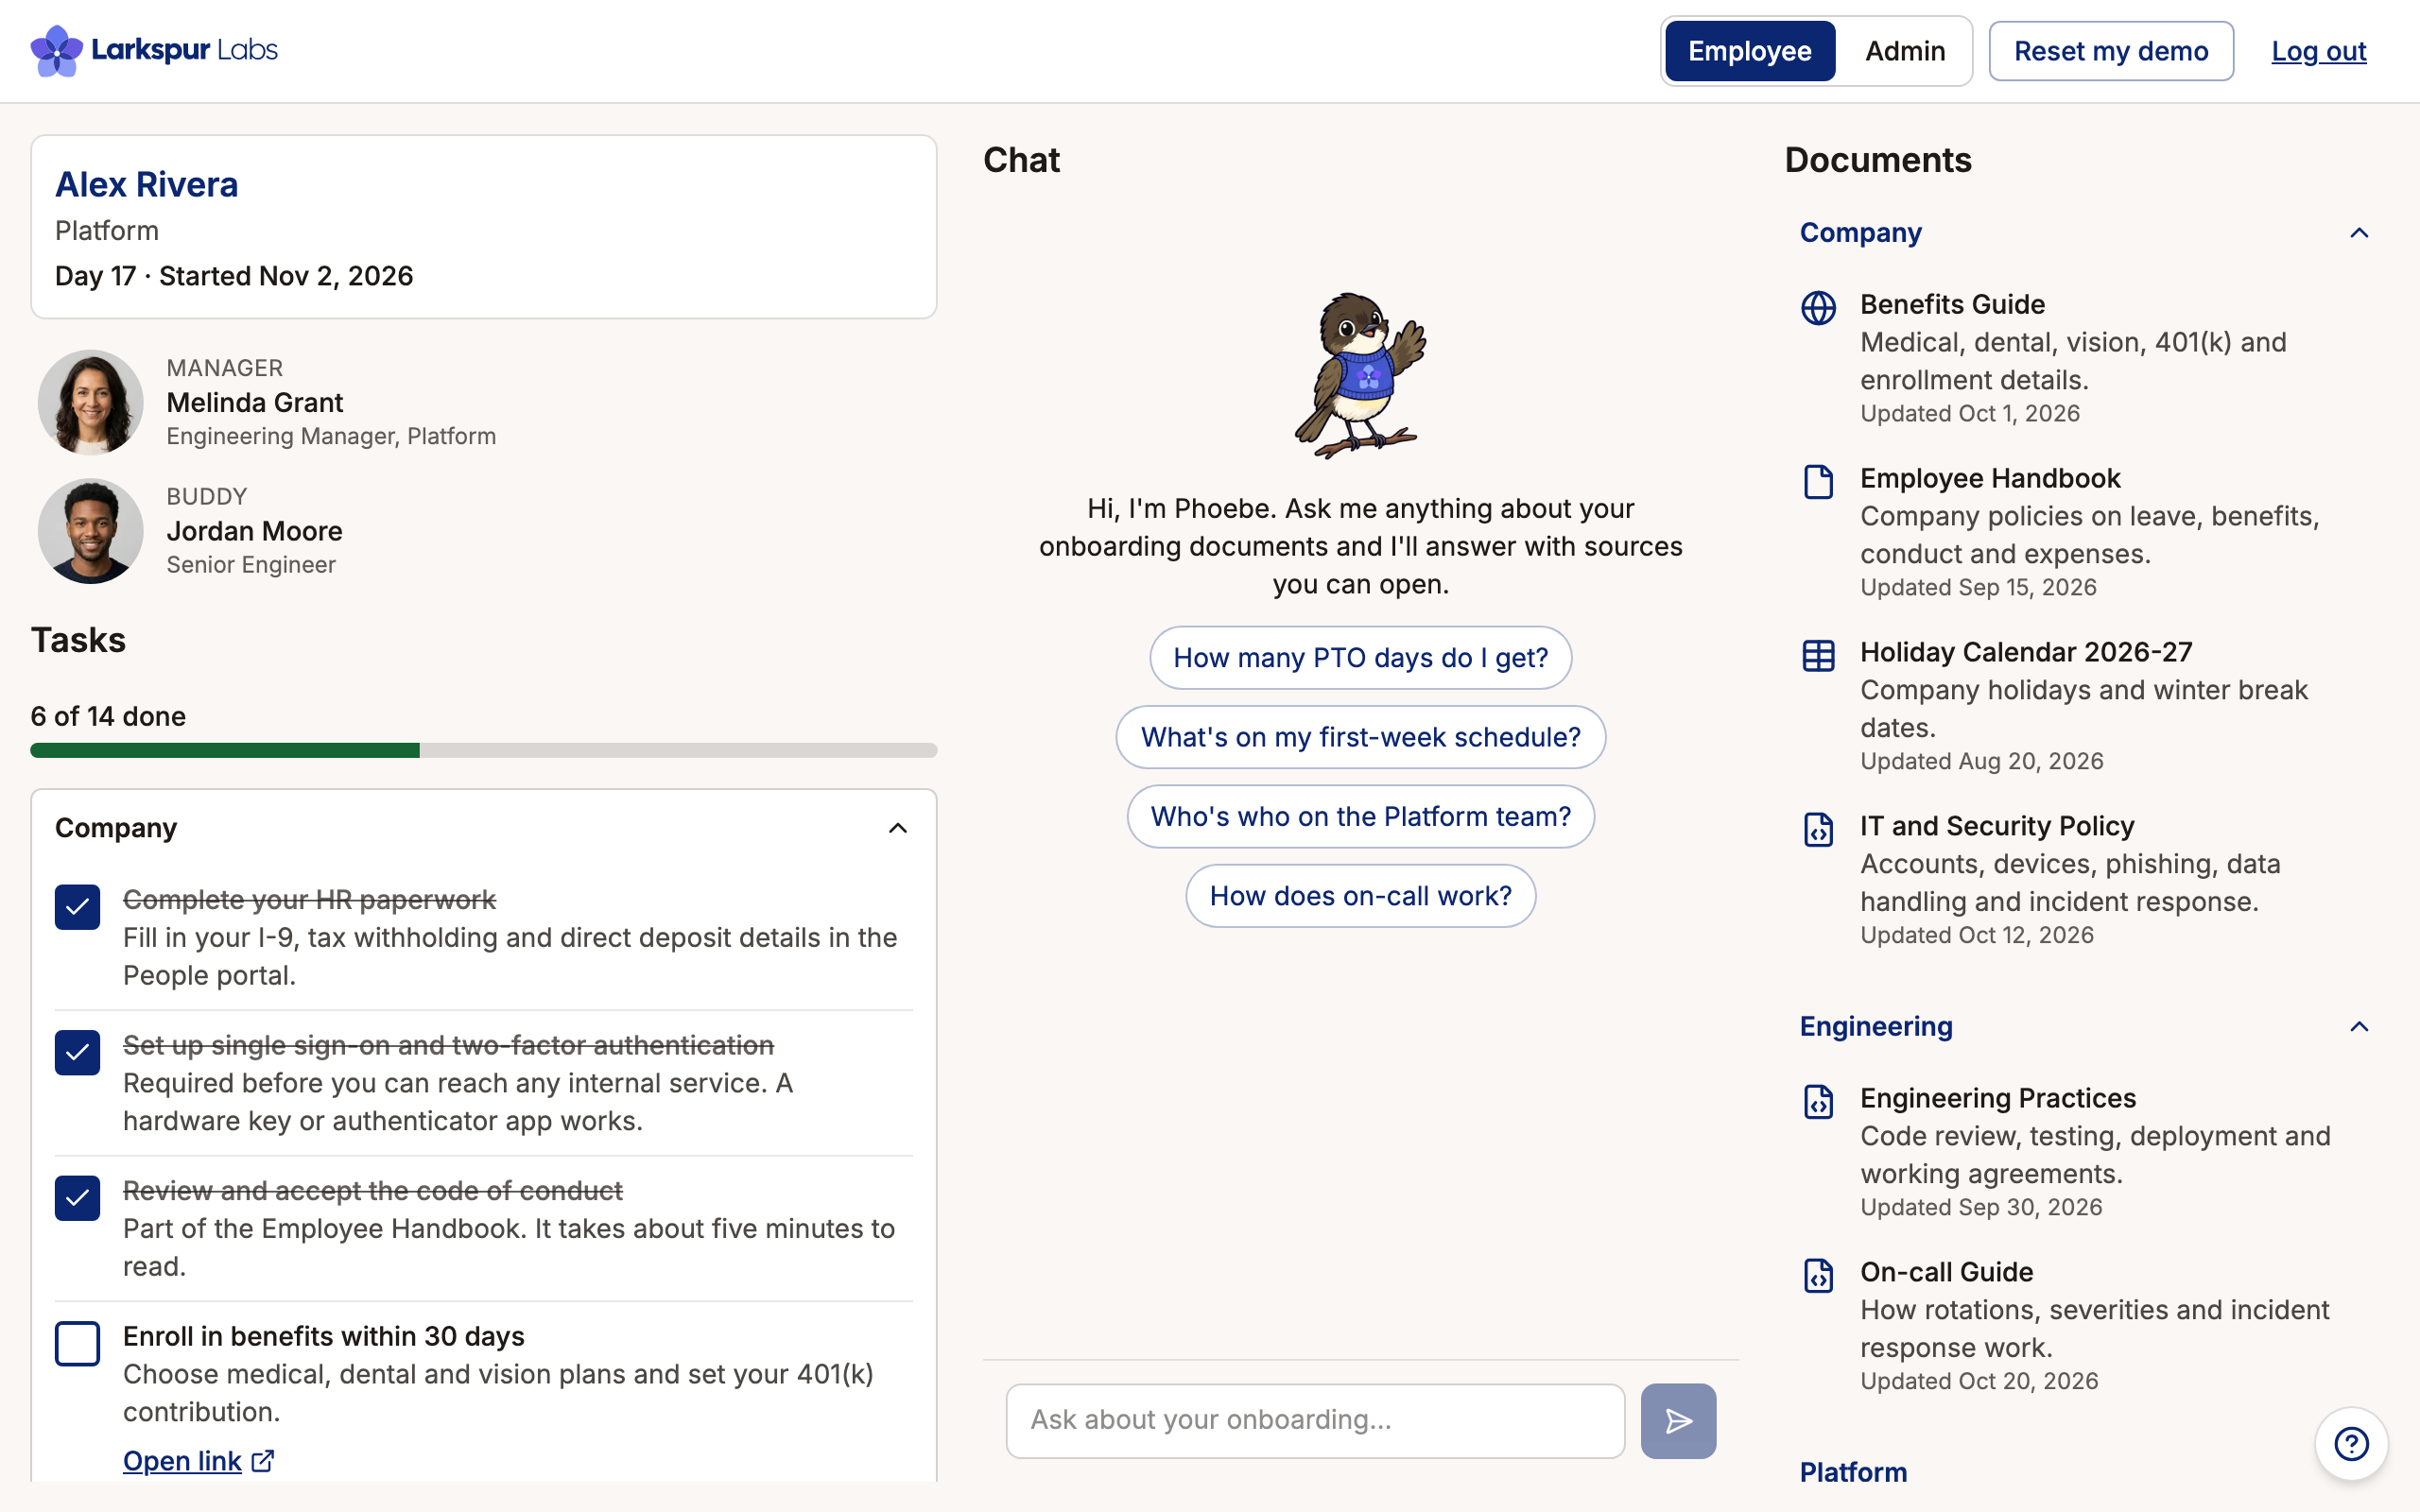 Larkspur Labs
Employee
Admin
Reset my demo
Log out
Alex Rivera
Platform
Day 17 · Started Nov 2, 2026
MANAGER
Melinda Grant
Engineering Manager, Platform
BUDDY
Jordan Moore
Senior Engineer
Tasks
6 of 14 done
Company
Complete your HR paperwork
Fill in your I-9, tax withholding and direct deposit details in the
People portal.
Set up single sign-on and two-factor authentication
Required before you can reach any internal service. A
hardware key or authenticator app works.
Review and accept the code of conduct
Part of the Employee Handbook. It takes about five minutes to
read.
Enroll in benefits within 30 days
Choose medical, dental and vision plans and set your 401(k)
contribution.
Open link
Chat
Hi, I'm Phoebe. Ask me anything about your
onboarding documents and I'll answer with sources
you can open.
How many PTO days do I get?
What's on my first-week schedule?
Who's who on the Platform team?
How does on-call work?
Ask about your onboarding...
Documents
Company
Benefits Guide
Medical, dental, vision, 401(k) and
enrollment details.
Updated Oct 1, 2026
Employee Handbook
Company policies on leave, benefits,
conduct and expenses.
Updated Sep 15, 2026
Holiday Calendar 2026-27
Company holidays and winter break
dates.
Updated Aug 20, 2026
IT and Security Policy
Accounts, devices, phishing, data
handling and incident response.
Updated Oct 12, 2026
Engineering
Engineering Practices
Code review, testing, deployment and
working agreements.
Updated Sep 30, 2026
On-call Guide
How rotations, severities and incident
response work.
Updated Oct 20, 2026
Platform